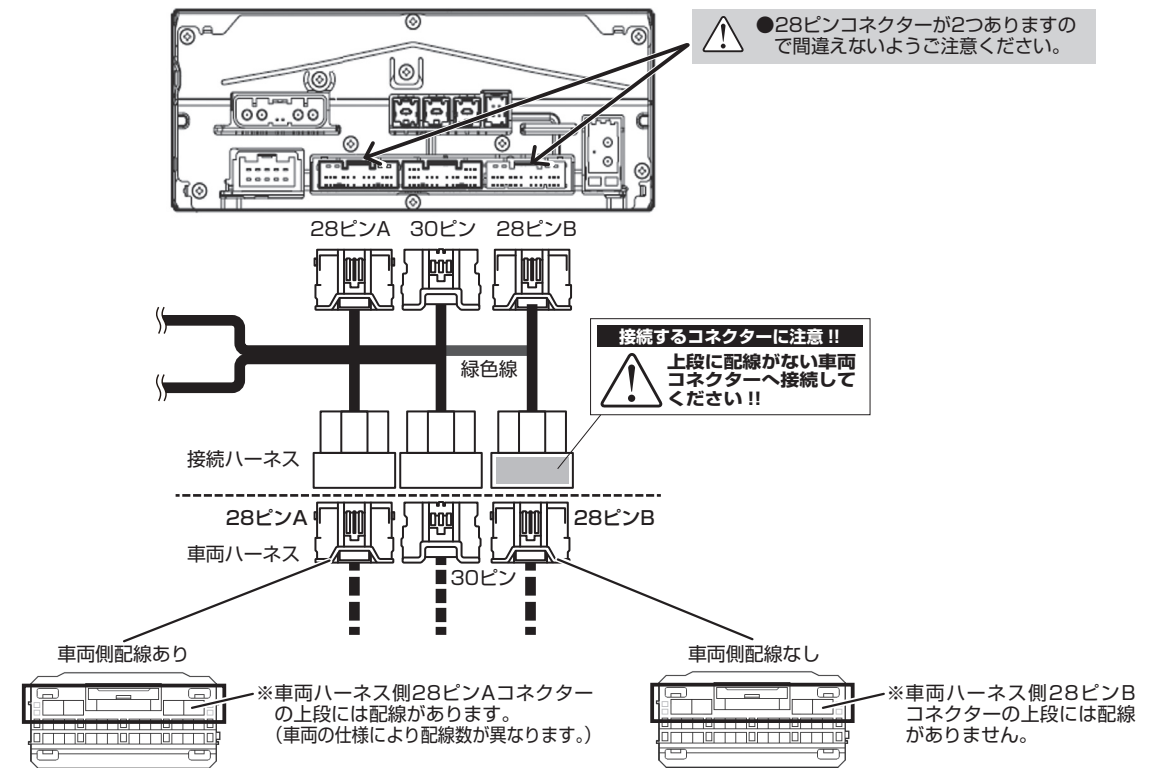 ●28ピンコネクターが2つありますの
で間違えないようご注意ください。
28ピンA 30ピン 28ピンB
接続するコネクターに注意!!
上段に配線がない車両
コネクターへ接続して
ください!!
緑色線
接続ハーネス
28ピンA
28ピンB
車両ハーネス
30ピン
車両側配線あり
※車両ハーネス側28ピンAコネクター
の上段には配線があります。
(車両の仕様により配線数が異なります。)
車両側配線なし
※車両ハーネス側28ピンB
コネクターの上段には配線
がありません。